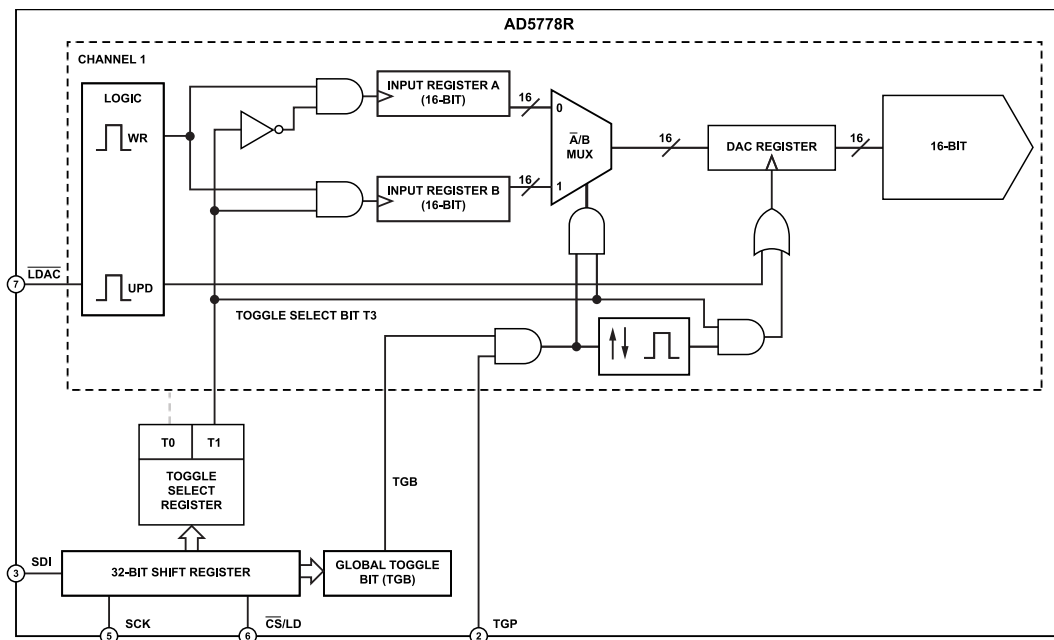 AD5778R
CHANNEL 1
LOGIC
WR
UPD
INPUT REGISTER A
(16-BIT)
16
0
INPUT REGISTER B
(16-BIT)
16
1
A̅/B
MUX
16
DAC REGISTER
16
16-BIT
7
L̅D̅A̅C̅
TOGGLE SELECT BIT T3
T0
T1
TOGGLE
SELECT
REGISTER
TGB
3
SDI
32-BIT SHIFT REGISTER
GLOBAL TOGGLE
BIT (TGB)
5
SCK
6
C̅S̅/LD
2
TGP